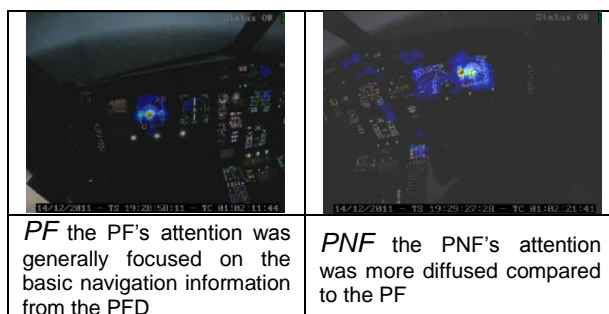 Status ON
Status ON
14/12/2011 - TS 19:28:58:11 - TC 01:02:11:44
14/12/2011 - TS 19:29:27:28 - TC 01:02:21:41
PF the PF's attention was
generally focused on the
basic navigation information
from the PFD
PNF the PNF's attention
was more diffused compared
to the PF